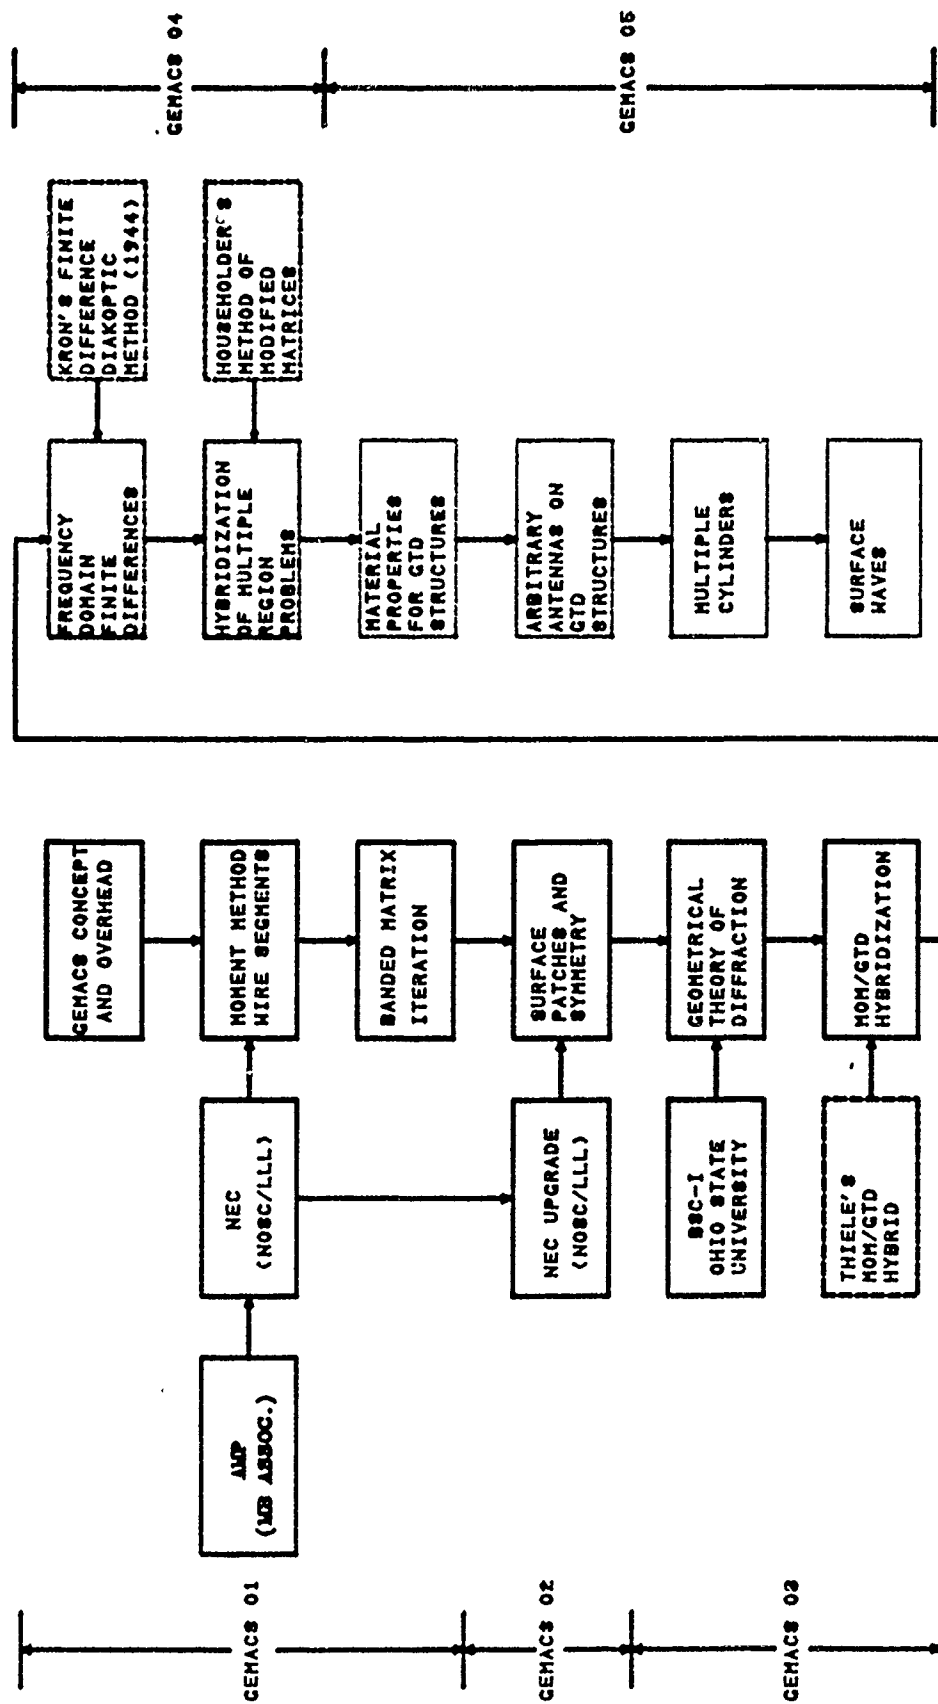 GEMACS 01
GEMACS 02
GEMACS 03
AMP
(MB ASSOC.)
NEC
(NOSC/LLL)
NEC UPGRADE
(NOSC/LLL)
BSC-I
OHIO STATE
UNIVERSITY
THIELE'S
MOM/GTD
HYBRID
GEMACS CONCEPT
AND OVERHEAD
MOMENT METHOD
WIRE SEGMENTS
BANDED MATRIX
ITERATION
SURFACE
PATCHES AND
SYMMETRY
GEOMETRICAL
THEORY OF
DIFFRACTION
MOM/GTD
HYBRIDIZATION
FREQUENCY
DOMAIN
FINITE
DIFFERENCES
HYBRIDIZATION
OF MULTIPLE
REGION
PROBLEMS
MATERIAL
PROPERTIES
FOR GTD
STRUCTURES
ARBITRARY
ANTENNAS ON
GTD
STRUCTURES
MULTIPLE
CYLINDERS
SURFACE
WAVES
KRON'S FINITE
DIFFERENCE
DIAKOPTIC
METHOD (1944)
HOUSEHOLDER'S
METHOD OF
MODIFIED
MATRICES
GEMACS 04
GEMACS 05